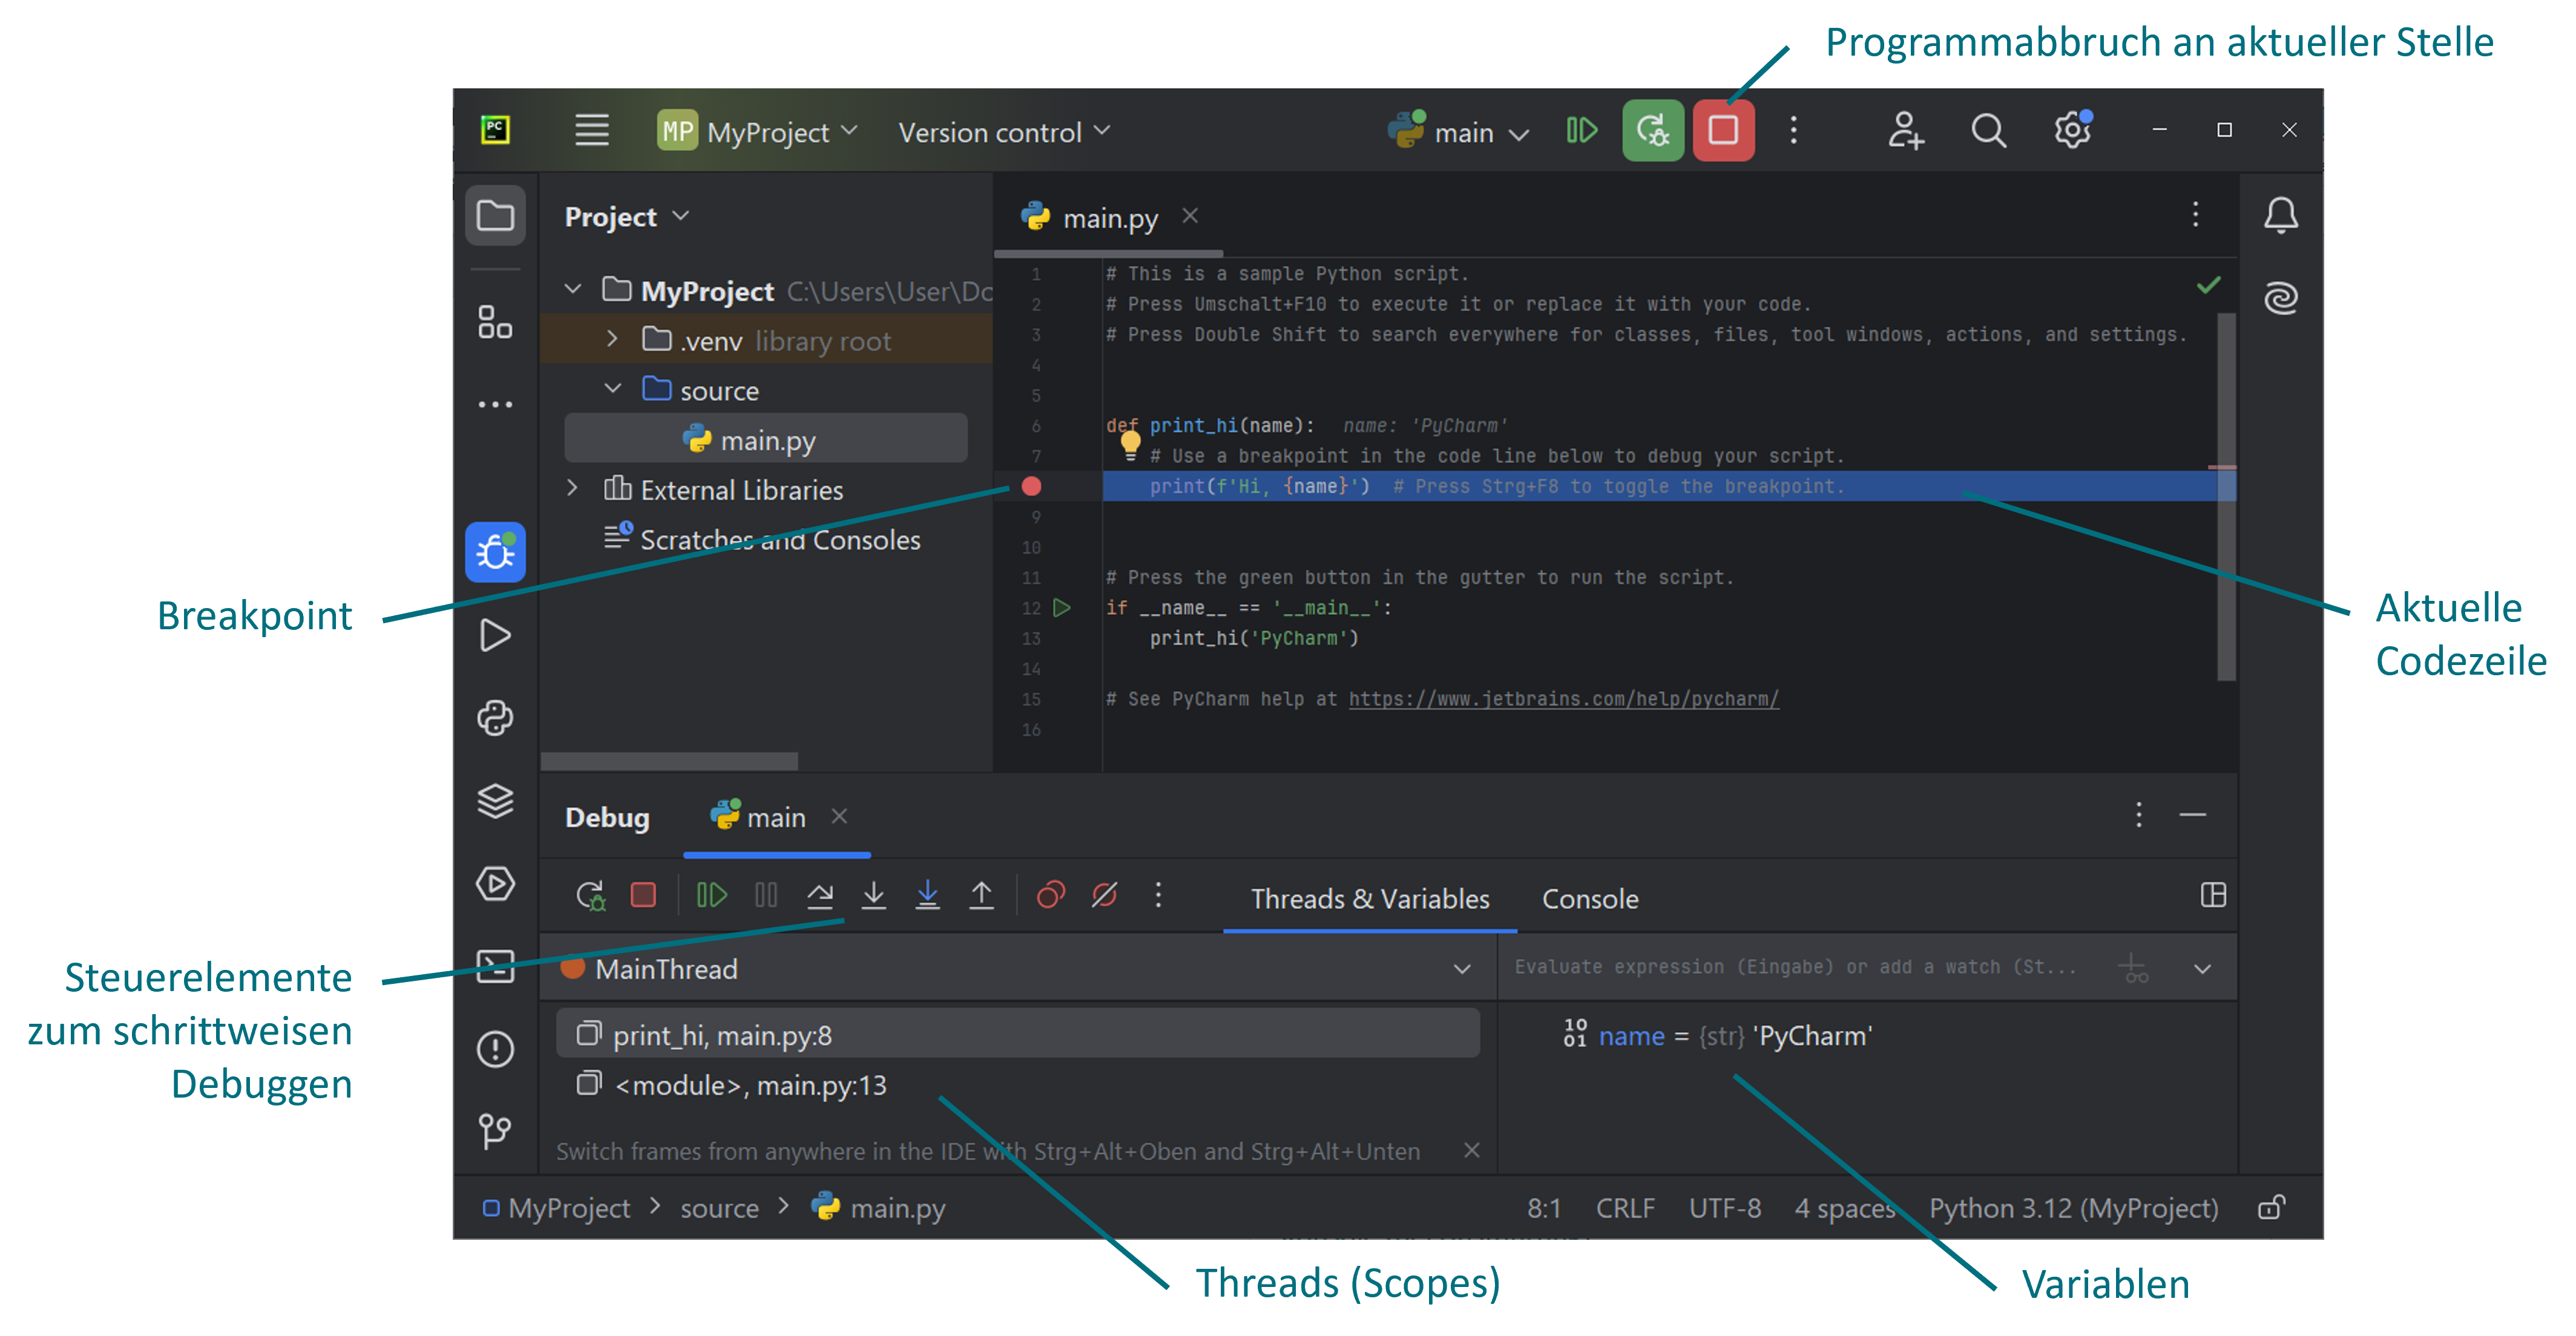 Programmabbruch an aktueller Stelle
PC
MP MyProject
Version control
main
Project
main.py
MyProject C:\Users\User\Dc
.venv library root
source
main.py
External Libraries
Scratches and Consoles
1 # This is a sample Python script.
2 # Press Umschalt+F10 to execute it or replace it with your code.
3 # Press Double Shift to search everywhere for classes, files, tool windows, actions, and settings.
4
5
6 def print_hi(name): name: 'PyCharm'
7 # Use a breakpoint in the code line below to debug your script.
print(f'Hi, {name}') # Press Strg+F8 to toggle the breakpoint.
9
10
11 # Press the green button in the gutter to run the script.
12 if __name__ == '__main__':
13 print_hi('PyCharm')
14
15 # See PyCharm help at https://www.jetbrains.com/help/pycharm/
16
Breakpoint
Aktuelle
Codezeile
Debug
main
Threads & Variables
Console
Steuerelemente
zum schrittweisen
Debuggen
MainThread
Evaluate expression (Eingabe) or add a watch (St...
print_hi, main.py:8
<module>, main.py:13
10
01 name = {str} 'PyCharm'
Switch frames from anywhere in the IDE with Strg+Alt+Oben and Strg+Alt+Unten
MyProject > source > main.py
8:1 CRLF UTF-8 4 spaces Python 3.12 (MyProject)
Threads (Scopes)
Variablen